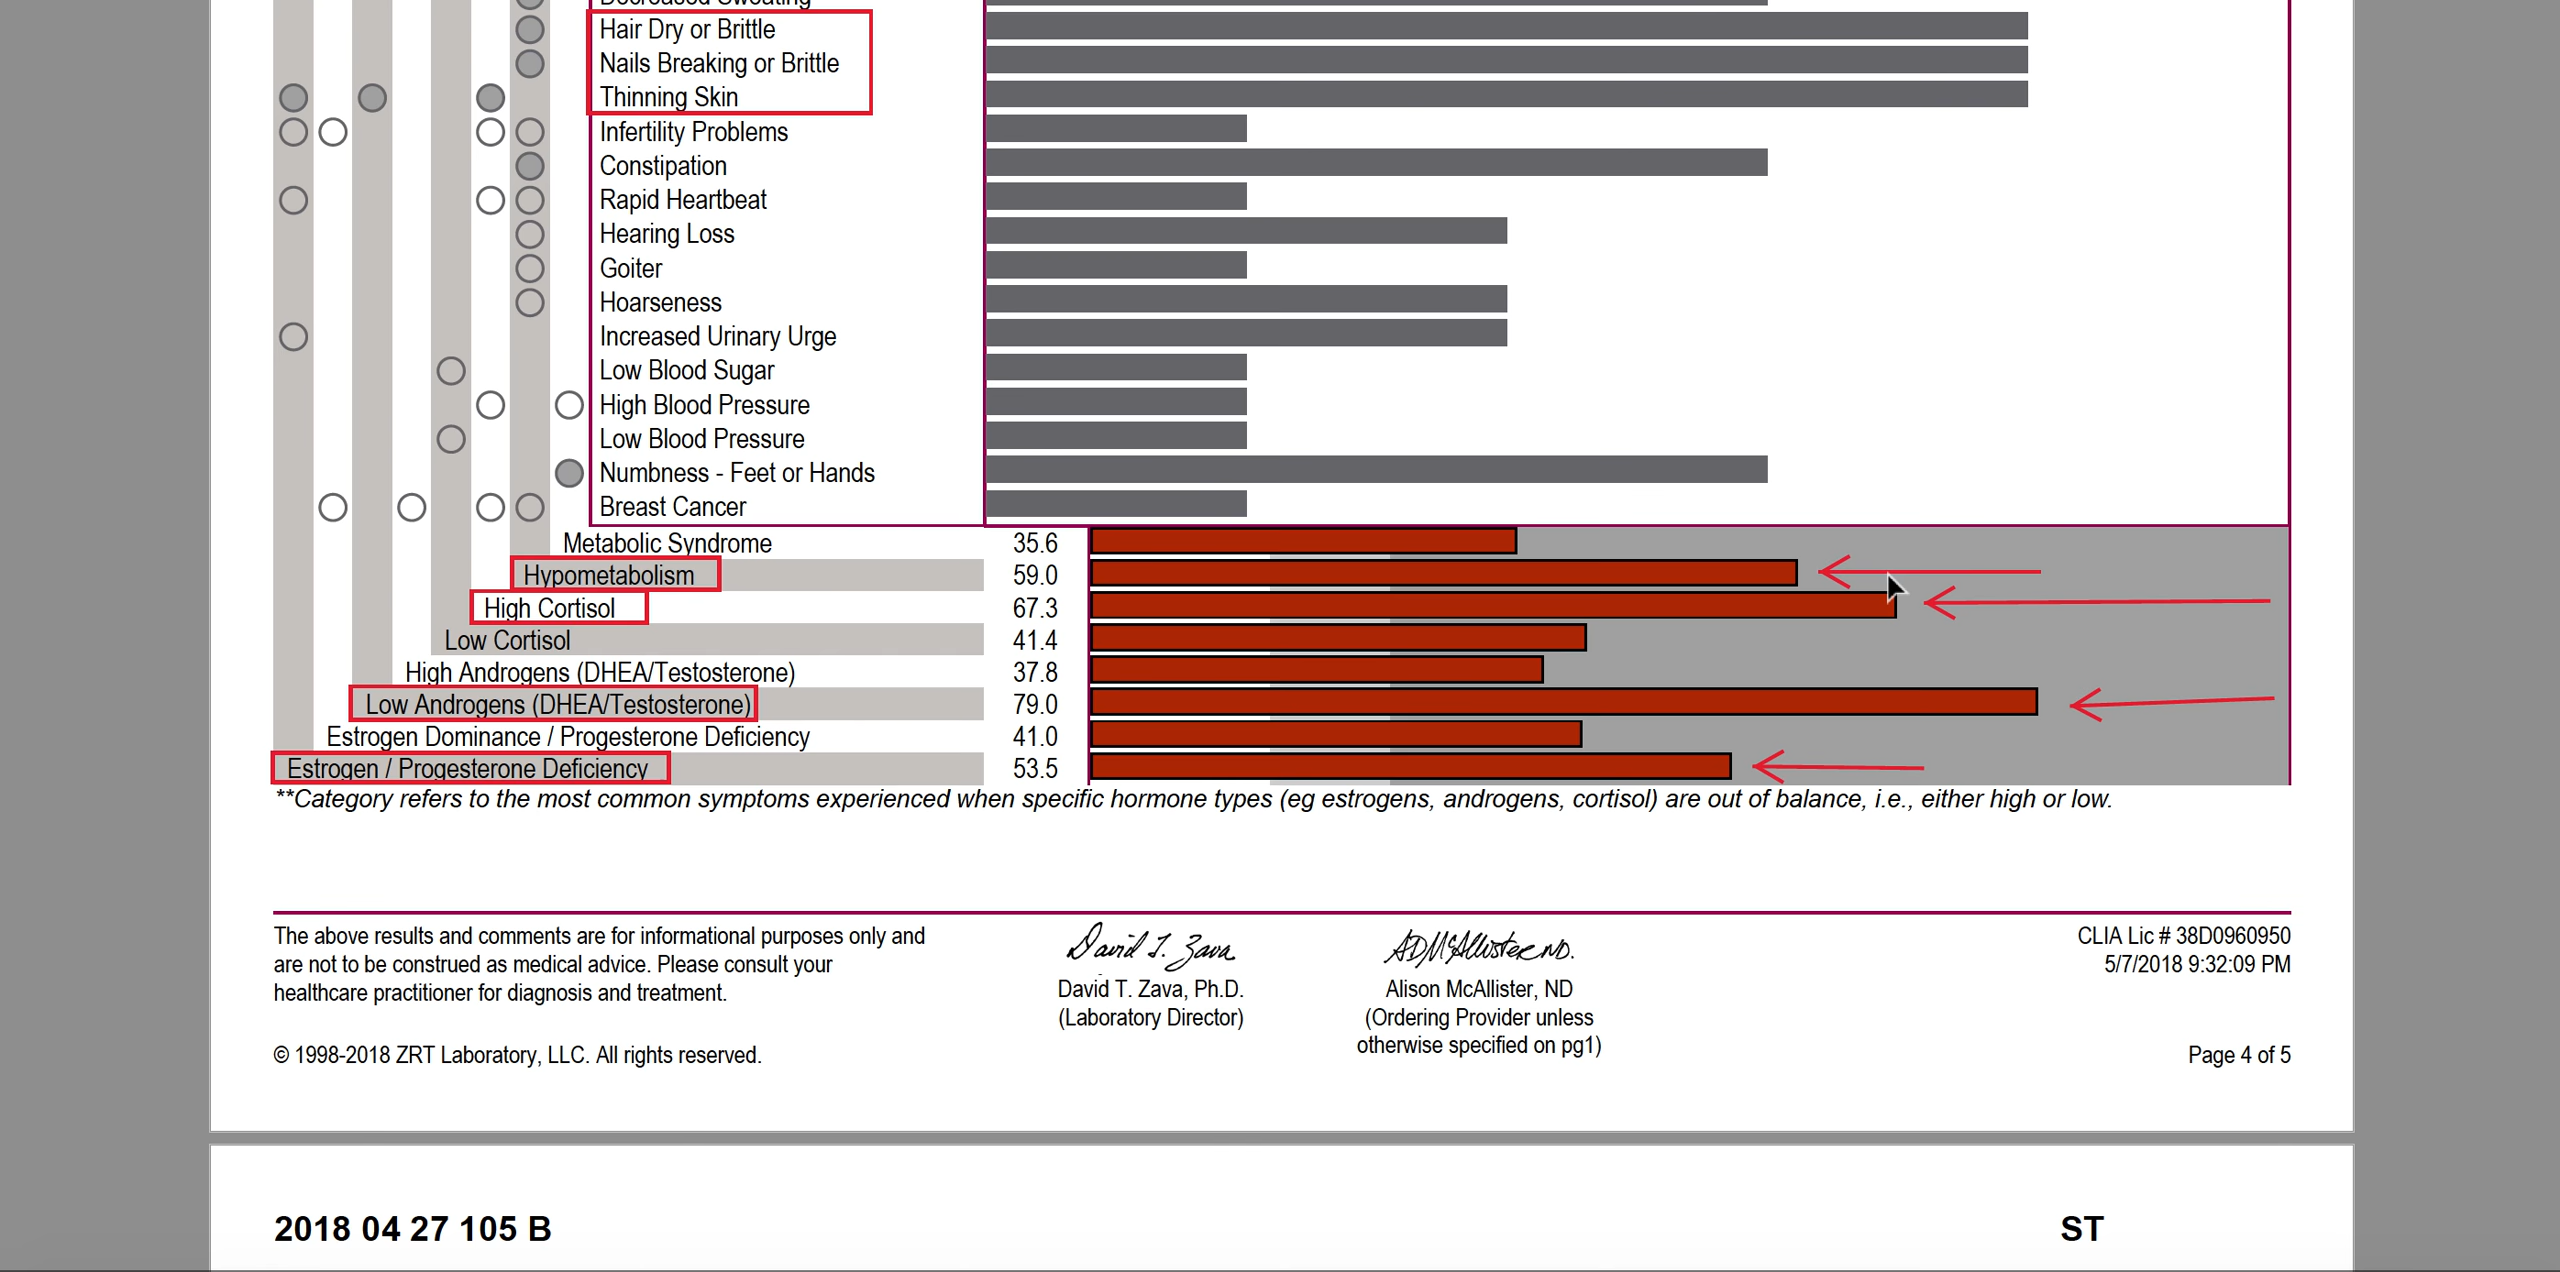 Decreased Sweating
Hair Dry or Brittle
Nails Breaking or Brittle
Thinning Skin
Infertility Problems
Constipation
Rapid Heartbeat
Hearing Loss
Goiter
Hoarseness
Increased Urinary Urge
Low Blood Sugar
High Blood Pressure
Low Blood Pressure
Numbness - Feet or Hands
Breast Cancer
Metabolic Syndrome 35.6
Hypometabolism 59.0
High Cortisol 67.3
Low Cortisol 41.4
High Androgens (DHEA/Testosterone) 37.8
Low Androgens (DHEA/Testosterone) 79.0
Estrogen Dominance / Progesterone Deficiency 41.0
Estrogen / Progesterone Deficiency 53.5
**Category refers to the most common symptoms experienced when specific hormone types (eg estrogens, androgens, cortisol) are out of balance, i.e., either high or low.
The above results and comments are for informational purposes only and
are not to be construed as medical advice. Please consult your
healthcare practitioner for diagnosis and treatment.
© 1998-2018 ZRT Laboratory, LLC. All rights reserved.
David T. Zava
David T. Zava, Ph.D.
(Laboratory Director)
ADMcAllister ND.
Alison McAllister, ND
(Ordering Provider unless
otherwise specified on pg1)
CLIA Lic # 38D0960950
5/7/2018 9:32:09 PM
Page 4 of 5
2018 04 27 105 B
ST